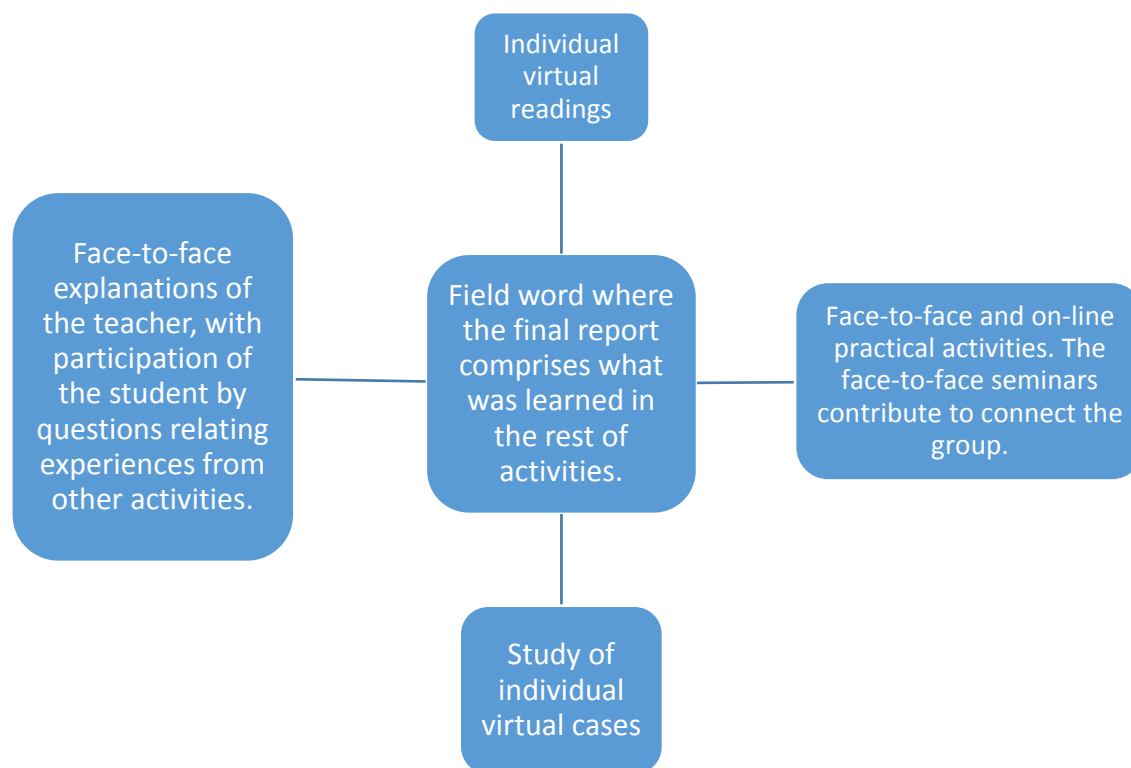 Individual
virtual
readings
Face-to-face
explanations of
the teacher, with
participation of
the student by
questions relating
experiences from
other activities.
Field word where
the final report
comprises what
was learned in
the rest of
activities.
Face-to-face and on-line
practical activities. The
face-to-face seminars
contribute to connect the
group.
Study of
individual
virtual cases